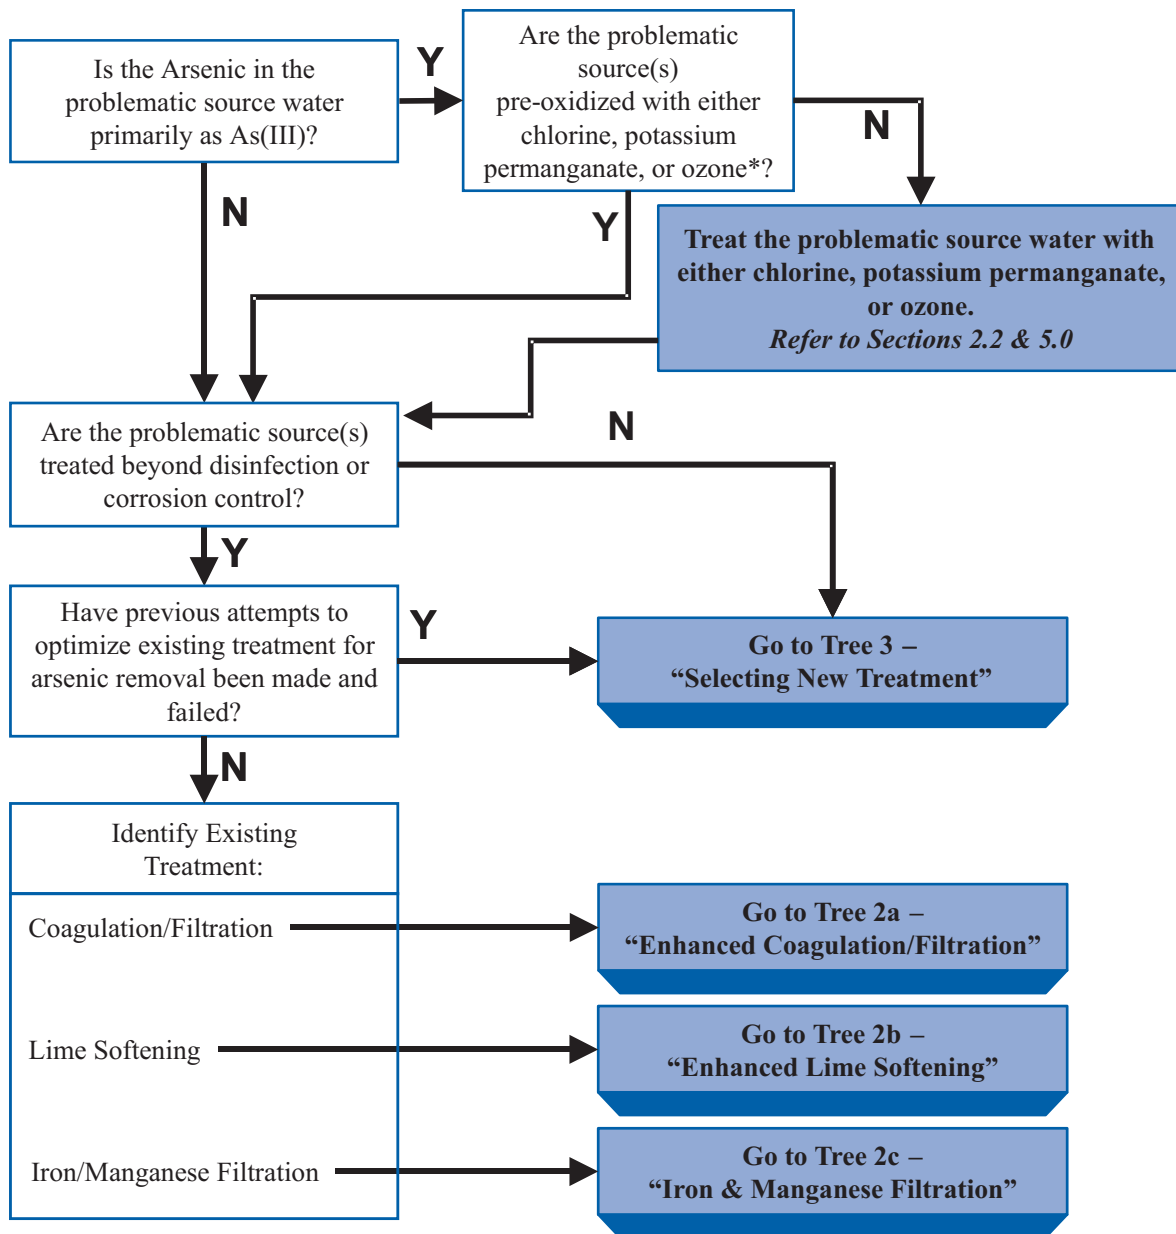 Is the Arsenic in the
problematic source water
primarily as As(III)?
Y
Are the problematic
source(s)
pre-oxidized with either
chlorine, potassium
permanganate, or ozone*?
N
N
Y
Treat the problematic source water with
either chlorine, potassium permanganate,
or ozone.
Refer to Sections 2.2 & 5.0
Are the problematic source(s)
treated beyond disinfection or
corrosion control?
N
Y
Have previous attempts to
optimize existing treatment for
arsenic removal been made and
failed?
Y
Go to Tree 3 –
“Selecting New Treatment”
N
Identify Existing
Treatment:
Coagulation/Filtration
Go to Tree 2a –
“Enhanced Coagulation/Filtration”
Lime Softening
Go to Tree 2b –
“Enhanced Lime Softening”
Iron/Manganese Filtration
Go to Tree 2c –
“Iron & Manganese Filtration”